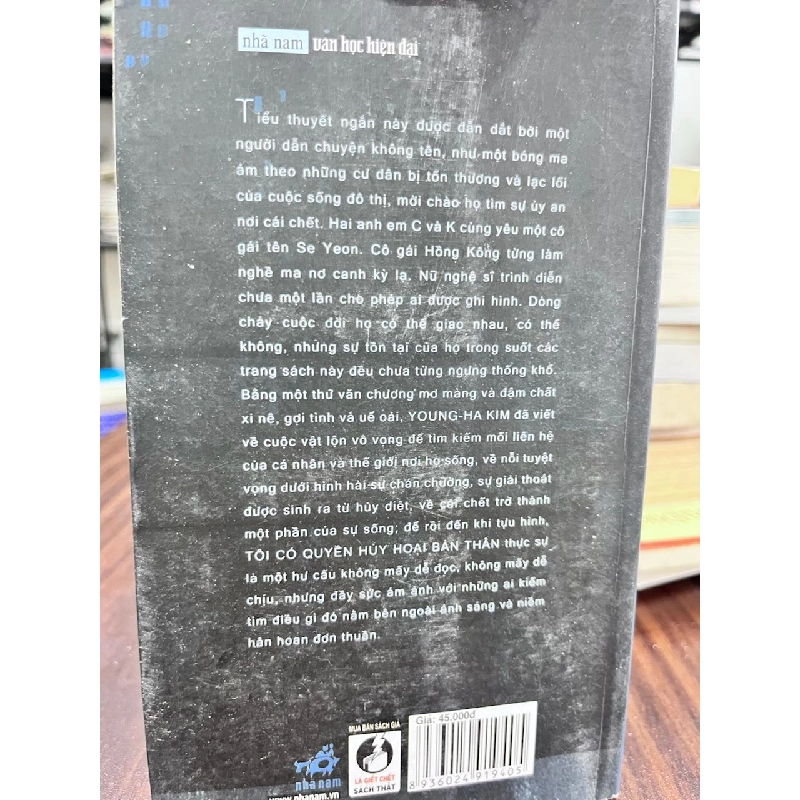 nhã nam văn học hiện đại
Tiểu thuyết ngắn này được dẫn dắt bởi một
người dẫn chuyện không tên, như một bóng ma
ám theo những cư dân bị tổn thương và lạc lối
của cuộc sống đô thị, mời chào họ tìm sự ủy an
nơi cái chết. Hai anh em C và K cùng yêu một cô
gái tên Se Yeon. Cô gái Hồng Kông từng làm
nghề ma nơ canh kỳ lạ. Nữ nghệ sĩ trình diễn
chưa một lần cho phép ai được ghi hình. Dòng
chảy cuộc đời họ có thể giao nhau, có thể
không, nhưng sự tồn tại của họ trong suốt các
trang sách này đều chưa từng ngưng thống khổ.
Bằng một thứ văn chương mơ màng và đậm chất
xi nê, gợi tình và uể oải, YOUNG-HA KIM đã viết
về cuộc vật lộn vô vọng để tìm kiếm mối liên hệ
của cá nhân và thế giới nơi họ sống, về nỗi tuyệt
vọng dưới hình hài sự chán chường, sự giải thoát
được sinh ra từ hủy diệt, về cái chết trở thành
một phần của sự sống; để rồi đến khi tựu hình,
TÔI CÓ QUYỀN HỦY HOẠI BẢN THÂN thực sự
là một hư cấu không mấy dễ đọc, không mấy dễ
chịu, nhưng đầy sức ám ảnh với những ai kiếm
tìm điều gì đó nằm bên ngoài ánh sáng và niềm
hân hoan đơn thuần.
nhã nam
www.nhanam.vn
MUA BÁN SÁCH GIẢ
LÀ GIẾT CHẾT
SÁCH THẬT
Giá: 45.000đ
8 936024 919405